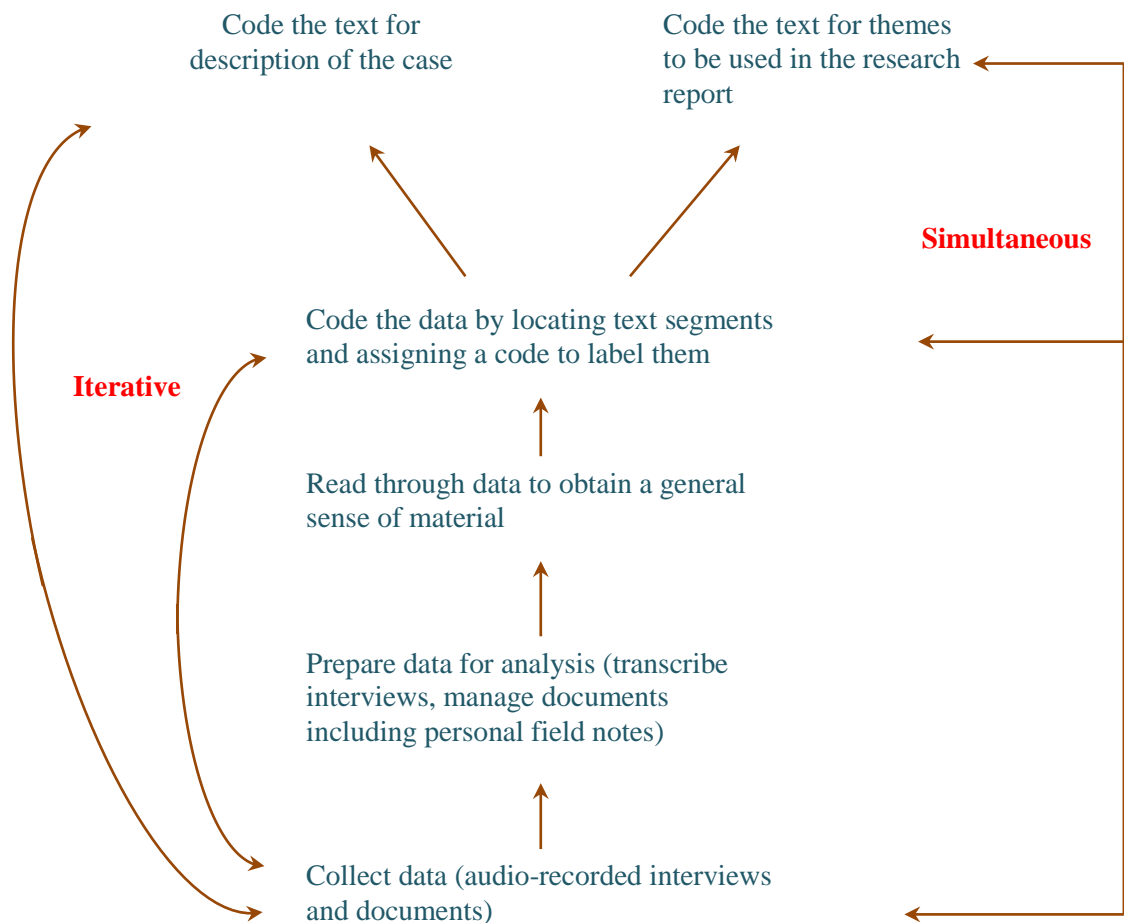 Code the text for
description of the case
Code the text for themes
to be used in the research
report
Simultaneous
Code the data by locating text segments
and assigning a code to label them
Iterative
Read through data to obtain a general
sense of material
Prepare data for analysis (transcribe
interviews, manage documents
including personal field notes)
Collect data (audio-recorded interviews
and documents)